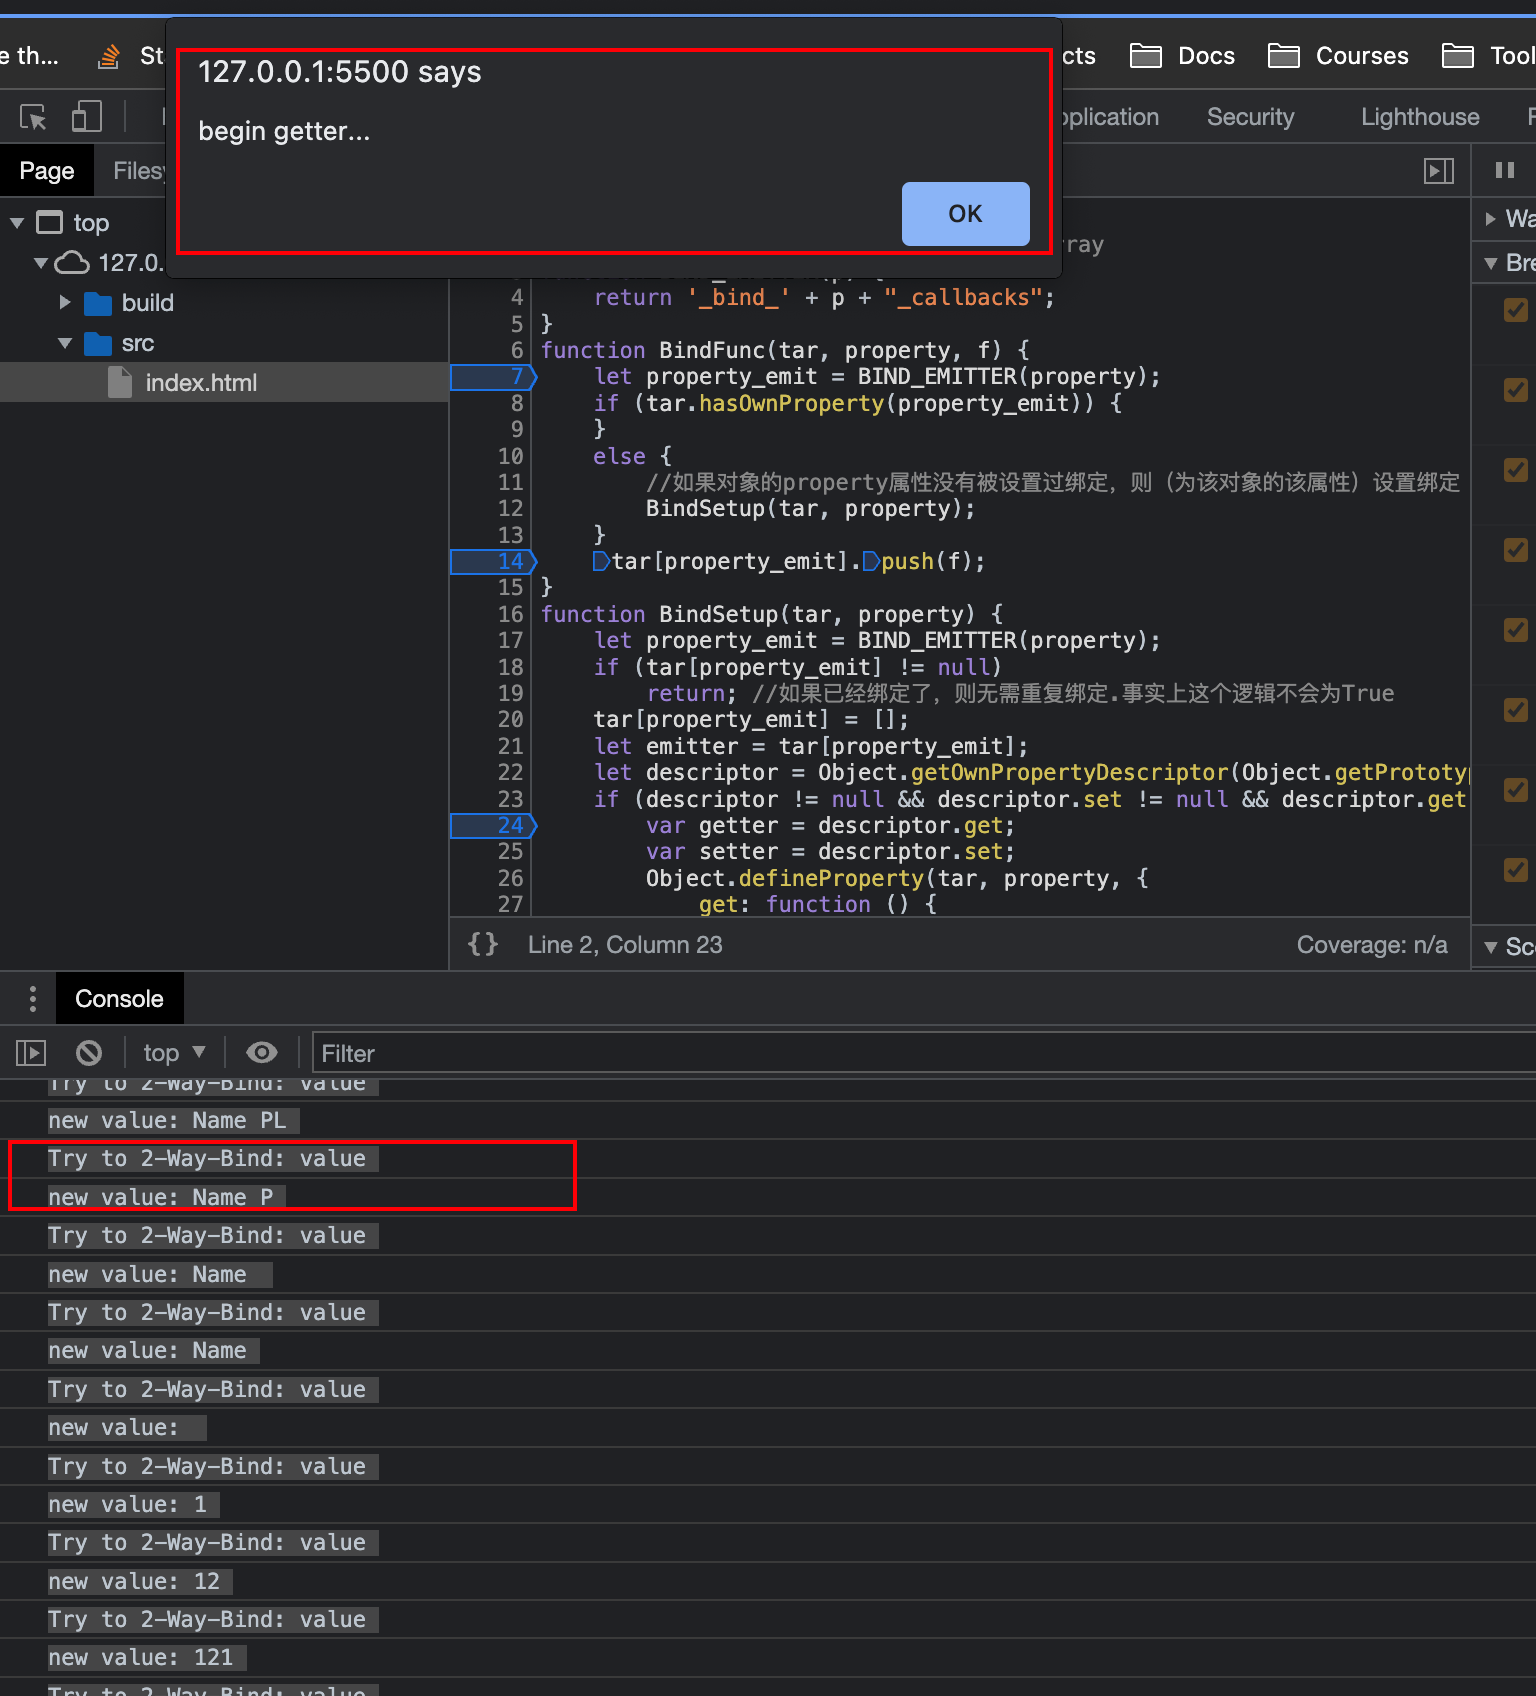 e th...
St
cts
Docs
Courses
Tool
127.0.0.1:5500 says
begin getter...
OK
pplication
Security
Lighthouse
Page
Filesy
top
127.0.
build
src
index.html
ray
4 return '_bind_' + p + "_callbacks";
5 }
6 function BindFunc(tar, property, f) {
7 let property_emit = BIND_EMITTER(property);
8 if (tar.hasOwnProperty(property_emit)) {
9 }
10 else {
11 //如果对象的property属性没有被设置过绑定，则（为该对象的该属性）设置绑定
12 BindSetup(tar, property);
13 }
14 tar[property_emit].push(f);
15 }
16 function BindSetup(tar, property) {
17 let property_emit = BIND_EMITTER(property);
18 if (tar[property_emit] != null)
19 return; //如果已经绑定了，则无需重复绑定.事实上这个逻辑不会为True
20 tar[property_emit] = [];
21 let emitter = tar[property_emit];
22 let descriptor = Object.getOwnPropertyDescriptor(Object.getPrototyp
23 if (descriptor != null && descriptor.set != null && descriptor.get
24 var getter = descriptor.get;
25 var setter = descriptor.set;
26 Object.defineProperty(tar, property, {
27 get: function () {
Wa
Bre
Sco
{} Line 2, Column 23
Coverage: n/a
Console
top
Filter
Try to 2-Way-Bind: value
new value: Name PL
Try to 2-Way-Bind: value
new value: Name P
Try to 2-Way-Bind: value
new value: Name
Try to 2-Way-Bind: value
new value: Name
Try to 2-Way-Bind: value
new value:
Try to 2-Way-Bind: value
new value: 1
Try to 2-Way-Bind: value
new value: 12
Try to 2-Way-Bind: value
new value: 121
Try to 2-Way-Bind: value